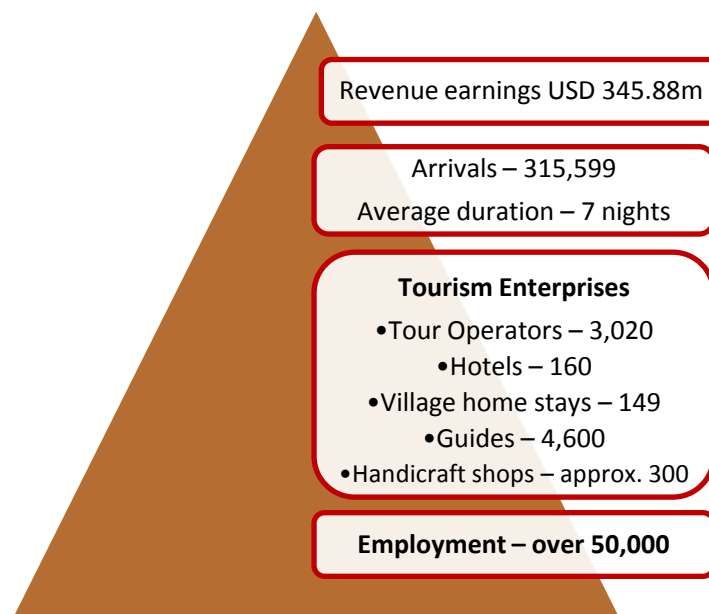 Revenue earnings USD 345.88m
Arrivals – 315,599
Average duration – 7 nights
Tourism Enterprises
•Tour Operators – 3,020
•Hotels – 160
•Village home stays – 149
•Guides – 4,600
•Handicraft shops – approx. 300
Employment – over 50,000